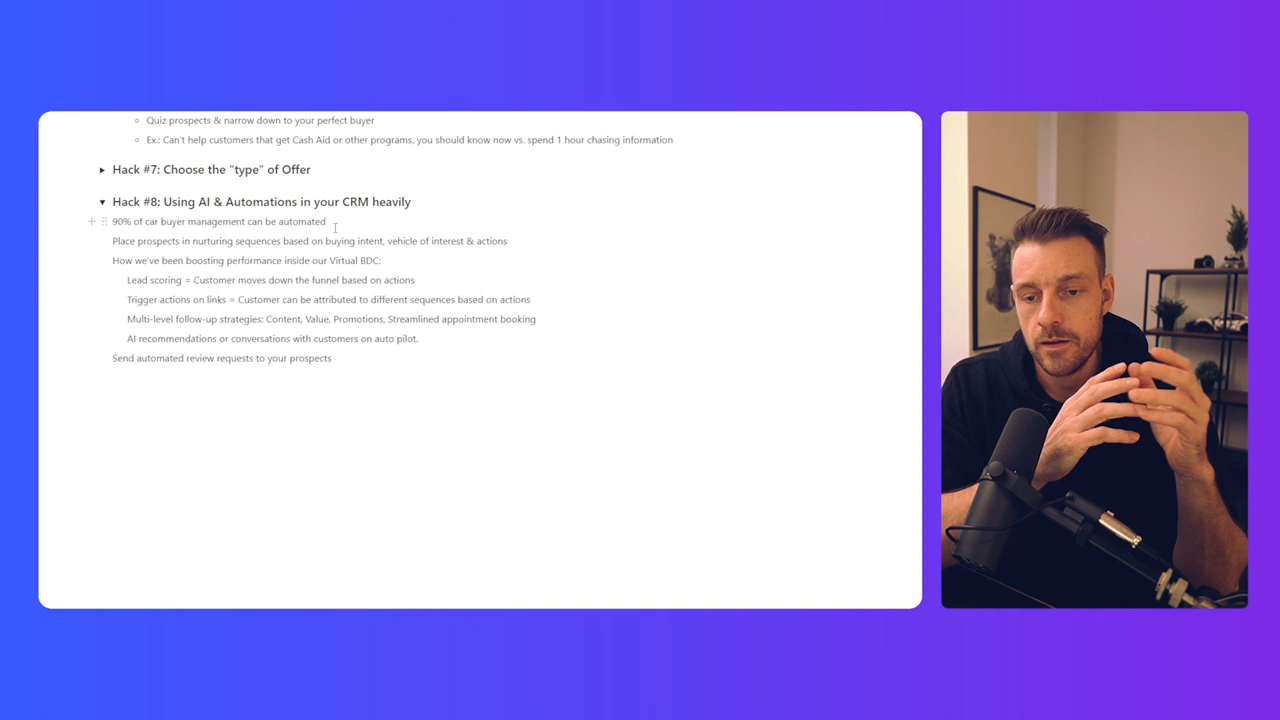 Quiz prospects & narrow down to your perfect buyer
Ex.: Can't help customers that get Cash Aid or other programs, you should know now vs. spend 1 hour chasing information
Hack #7: Choose the "type" of Offer
Hack #8: Using AI & Automations in your CRM heavily
90% of car buyer management can be automated
Place prospects in nurturing sequences based on buying intent, vehicle of interest & actions
How we've been boosting performance inside our Virtual BDC:
Lead scoring = Customer moves down the funnel based on actions
Trigger actions on links = Customer can be attributed to different sequences based on actions
Multi-level follow-up strategies: Content, Value, Promotions, Streamlined appointment booking
AI recommendations or conversations with customers on auto pilot.
Send automated review requests to your prospects